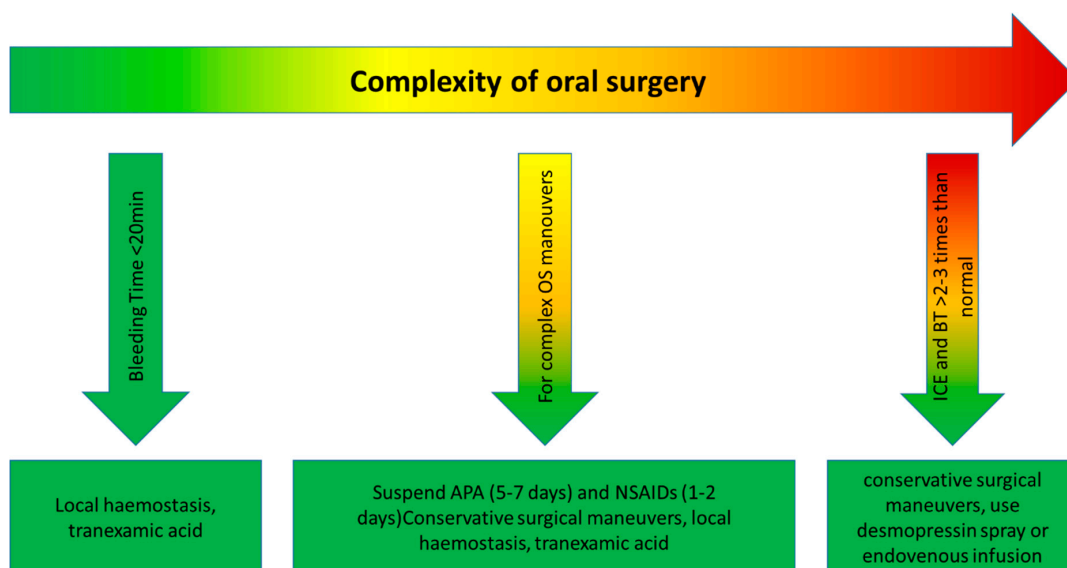 Complexity of oral surgery
Bleeding Time <20min
For complex OS manouvers
ICE and BT >2-3 times than
normal
Local haemostasis,
tranexamic acid
Suspend APA (5-7 days) and NSAIDs (1-2
days)Conservative surgical maneuvers, local
haemostasis, tranexamic acid
conservative surgical
maneuvers, use
desmopressin spray or
endovenous infusion